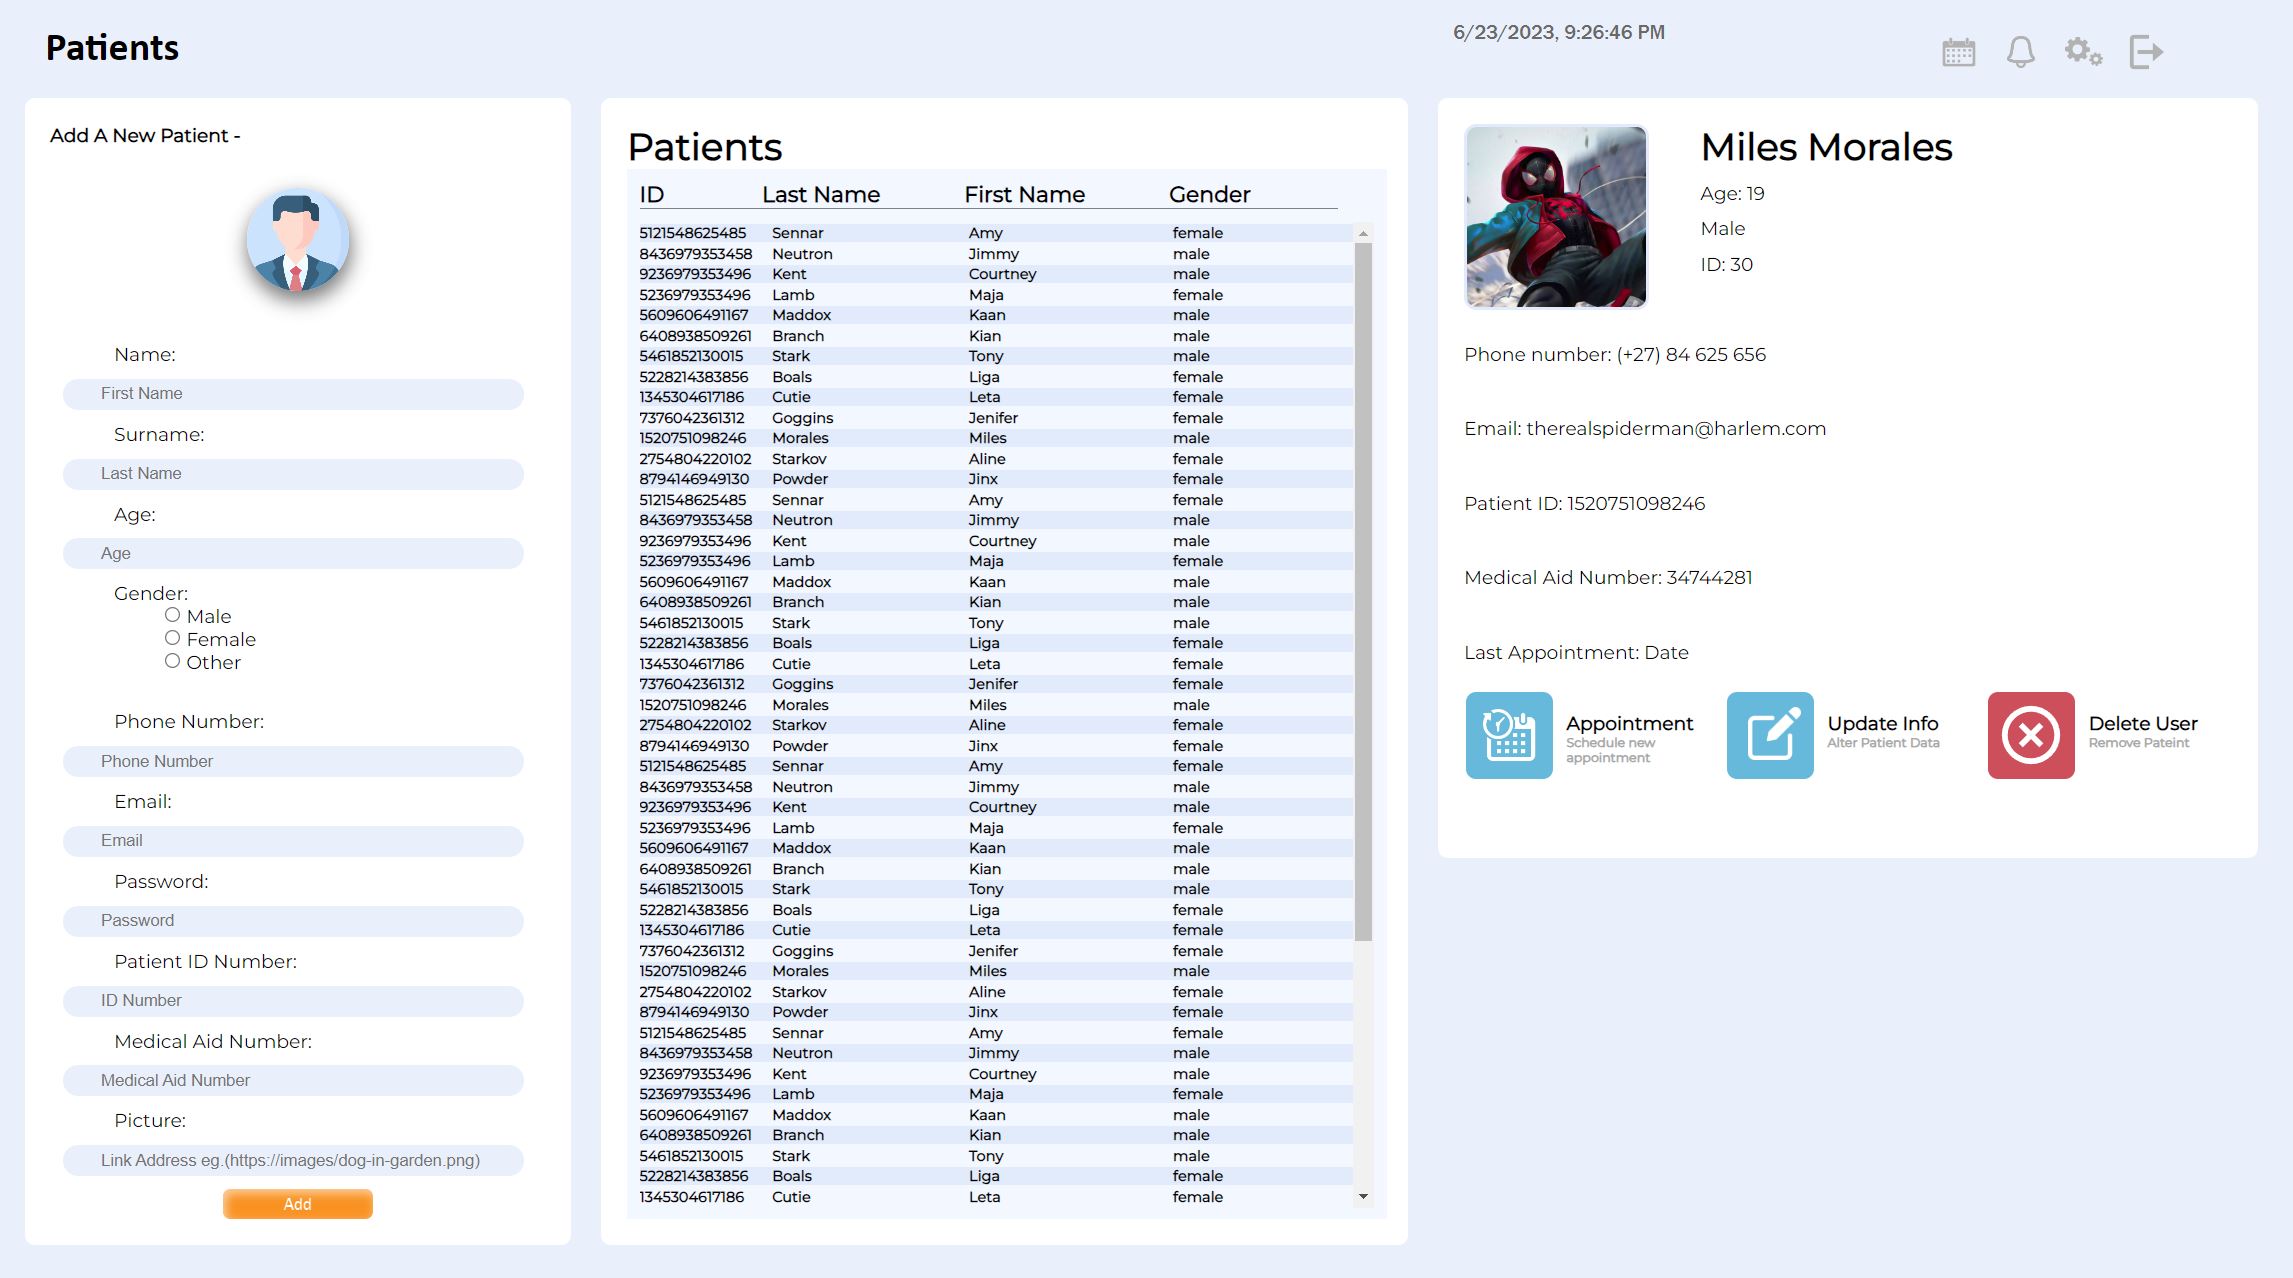 Patients
6/23/2023, 9:26:46 PM
Add A New Patient -
Name:
First Name
Surname:
Last Name
Age:
Age
Gender:
Male
Female
Other
Phone Number:
Phone Number
Email:
Email
Password:
Password
Patient ID Number:
ID Number
Medical Aid Number:
Medical Aid Number
Picture:
Link Address eg.(https://images/dog-in-garden.png)
Add
Patients
ID Last Name First Name Gender
5121548625485 Sennar Amy female
8436979353458 Neutron Jimmy male
9236979353496 Kent Courtney male
5236979353496 Lamb Maja female
5609606491167 Maddox Kaan male
6408938509261 Branch Kian male
5461852130015 Stark Tony male
5228214383856 Boals Liga female
1345304617186 Cutie Leta female
7376042361312 Goggins Jenifer female
1520751098246 Morales Miles male
2754804220102 Starkov Aline female
8794146949130 Powder Jinx female
5121548625485 Sennar Amy female
8436979353458 Neutron Jimmy male
9236979353496 Kent Courtney male
5236979353496 Lamb Maja female
5609606491167 Maddox Kaan male
6408938509261 Branch Kian male
5461852130015 Stark Tony male
5228214383856 Boals Liga female
1345304617186 Cutie Leta female
7376042361312 Goggins Jenifer female
1520751098246 Morales Miles male
2754804220102 Starkov Aline female
8794146949130 Powder Jinx female
5121548625485 Sennar Amy female
8436979353458 Neutron Jimmy male
9236979353496 Kent Courtney male
5236979353496 Lamb Maja female
5609606491167 Maddox Kaan male
6408938509261 Branch Kian male
5461852130015 Stark Tony male
5228214383856 Boals Liga female
1345304617186 Cutie Leta female
7376042361312 Goggins Jenifer female
1520751098246 Morales Miles male
2754804220102 Starkov Aline female
8794146949130 Powder Jinx female
5121548625485 Sennar Amy female
8436979353458 Neutron Jimmy male
9236979353496 Kent Courtney male
5236979353496 Lamb Maja female
5609606491167 Maddox Kaan male
6408938509261 Branch Kian male
5461852130015 Stark Tony male
5228214383856 Boals Liga female
1345304617186 Cutie Leta female
Miles Morales
Age: 19
Male
ID: 30
Phone number: (+27) 84 625 656
Email: therealspiderman@harlem.com
Patient ID: 1520751098246
Medical Aid Number: 34744281
Last Appointment: Date
Appointment
Schedule new
appointment
Update Info
Alter Patient Data
Delete User
Remove Pateint